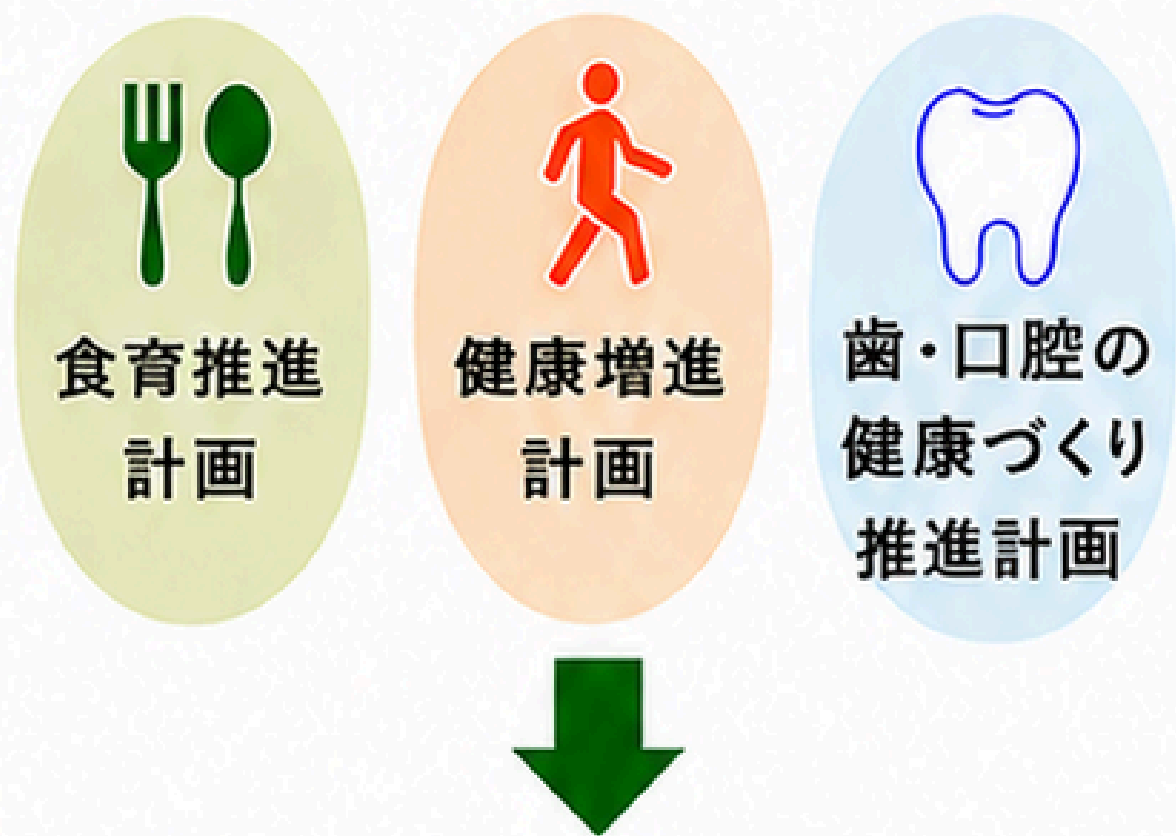 食育推進
計画
健康増進
計画
歯・口腔の
健康づくり
推進計画